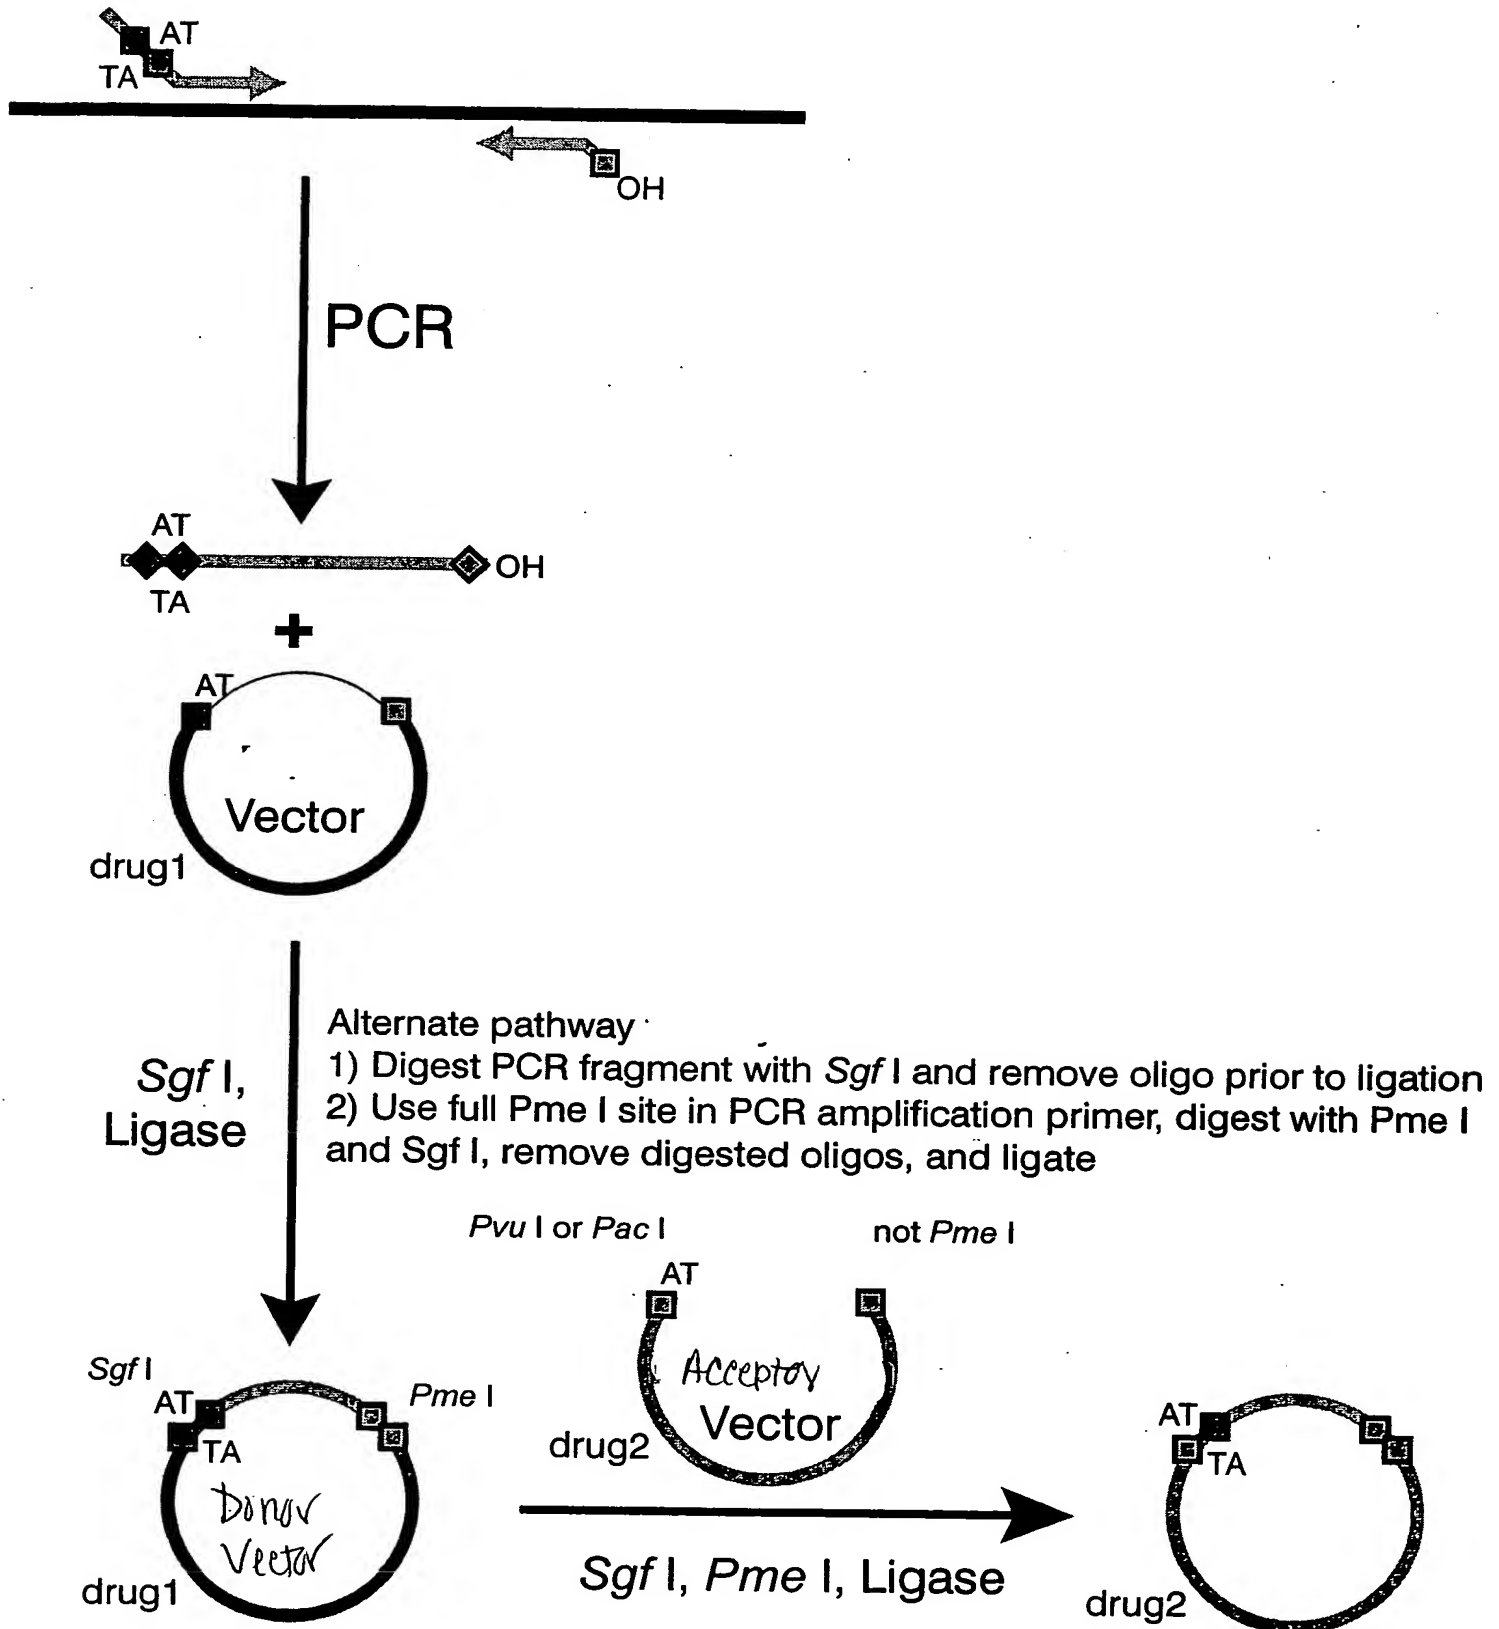 AT
TA
OH
PCR
AT
OH
TA
+
AT
Vector
drug1
Sgf I,
Ligase
Alternate pathway
1) Digest PCR fragment with Sgf I and remove oligo prior to ligation
2) Use full Pme I site in PCR amplification primer, digest with Pme I
and Sgf I, remove digested oligos, and ligate
Pvu I or Pac I
not Pme I
AT
Acceptor
Vector
drug2
Sgf I
AT
TA
Pme I
Donor
Vector
drug1
Sgf I, Pme I, Ligase
AT
TA
drug2